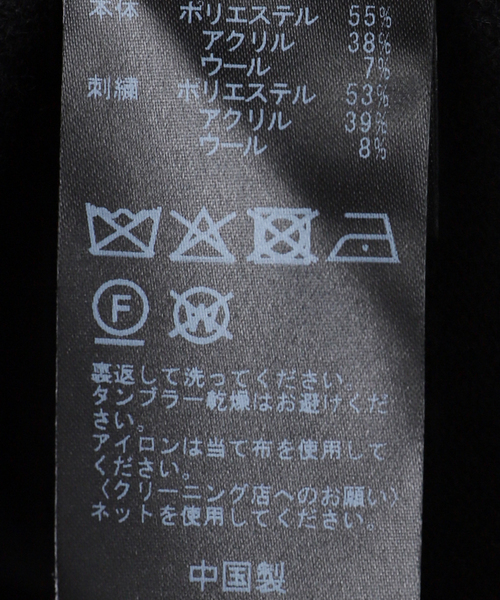 本体 ポリエステル 55%
アクリル 38%
ウール 7%
刺繍 ポリエステル 53%
アクリル 39%
ウール 8%
F W
裏返して洗ってください。
タンブラー乾燥はお避けくだ
さい。
アイロンは当て布を使用して
ください。
〈クリーニング店へのお願い〉
ネットを使用してください。
中国製